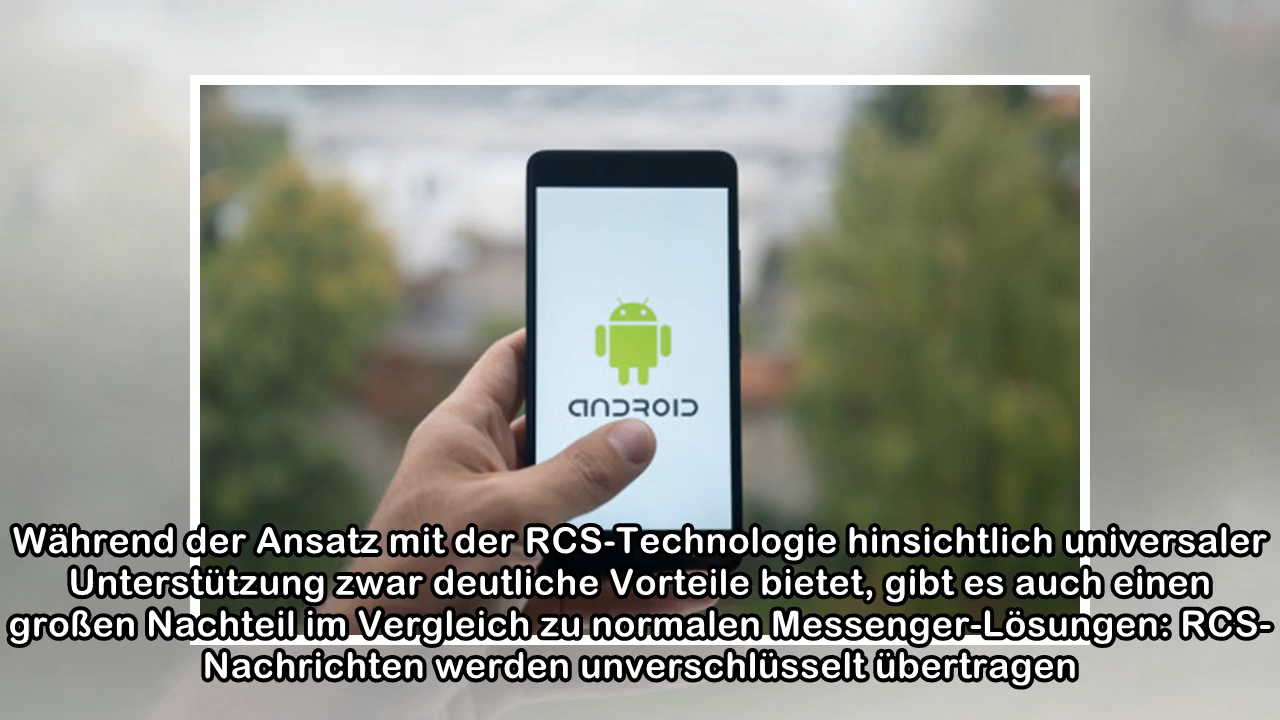 ANDROID
Während der Ansatz mit der RCS-Technologie hinsichtlich universaler
Unterstützung zwar deutliche Vorteile bietet, gibt es auch einen
großen Nachteil im Vergleich zu normalen Messenger-Lösungen: RCS-
Nachrichten werden unverschlüsselt übertragen